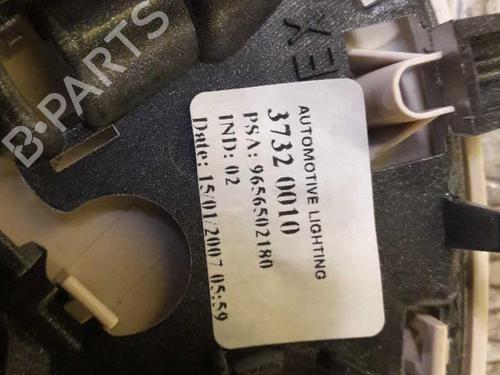 AUTOMOTIVE LIGHTING
3732 0010
PSA: 9656502180
IND: 02
Date: 15/01/2007 05:59
B-PARTS